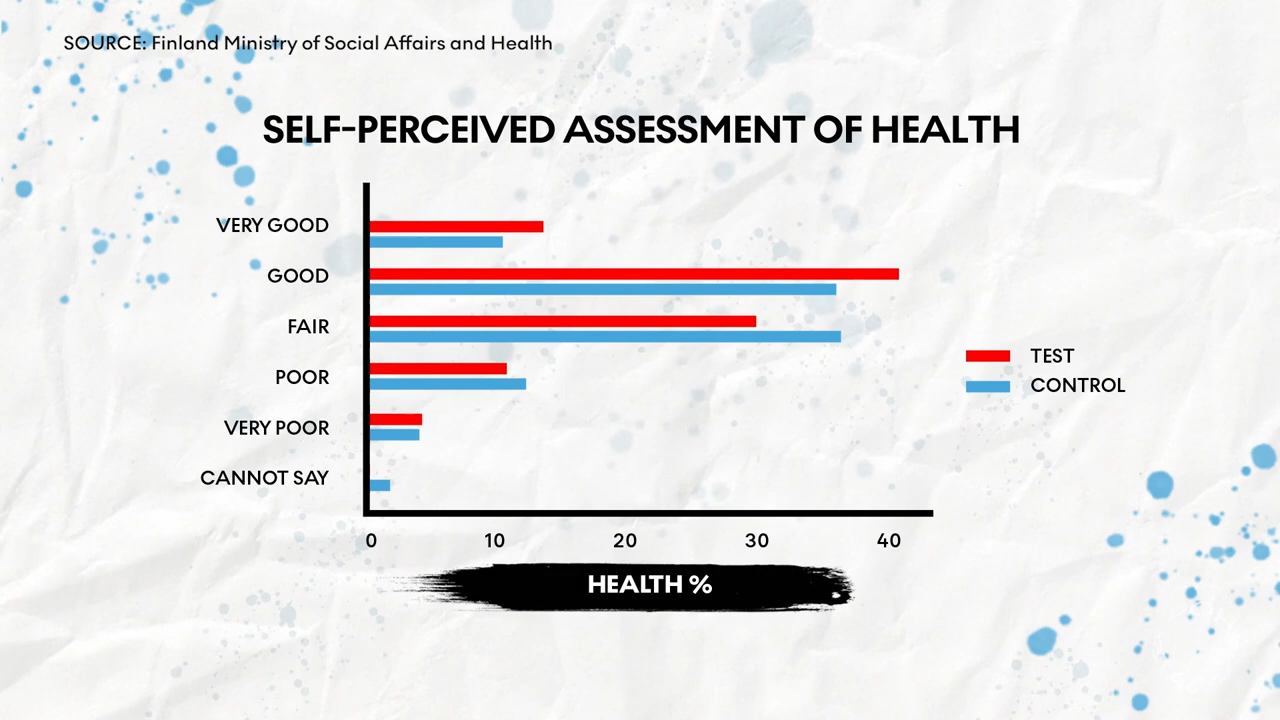 SOURCE: Finland Ministry of Social Affairs and Health
SELF-PERCEIVED ASSESSMENT OF HEALTH
VERY GOOD
GOOD
FAIR
POOR
VERY POOR
CANNOT SAY
TEST
CONTROL
0 10 20 30 40
HEALTH %